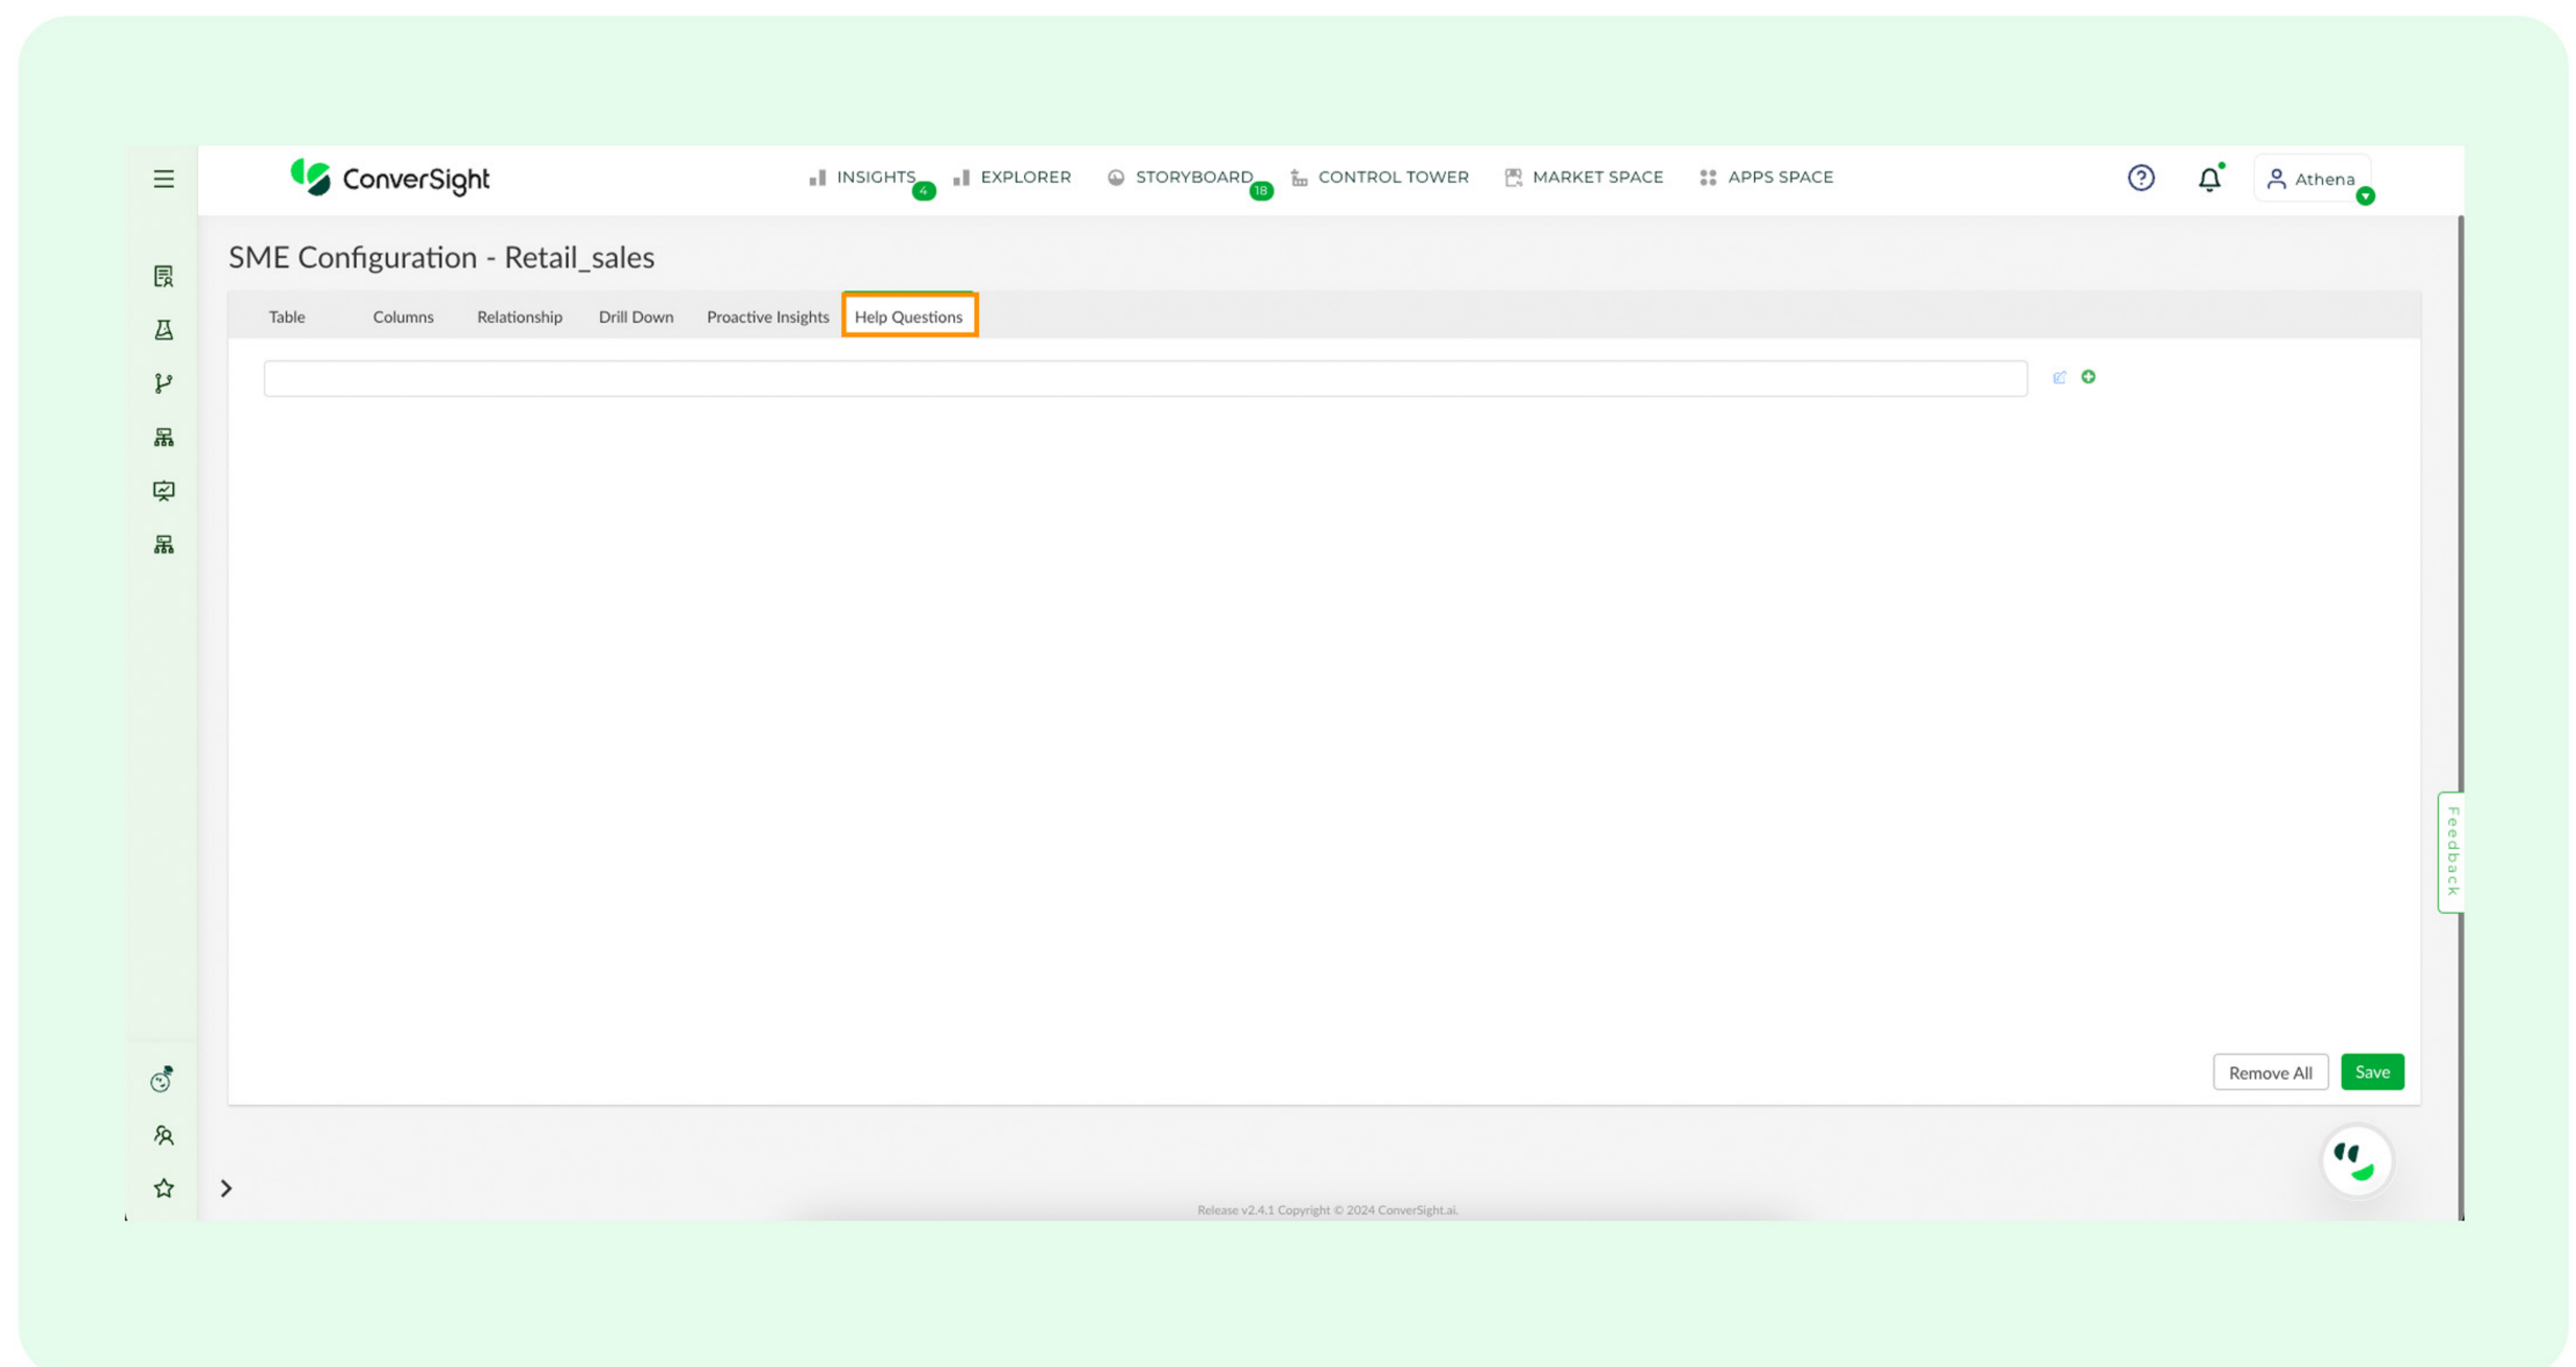 ConverSight
INSIGHTS 4 EXPLORER STORYBOARD 18 CONTROL TOWER MARKET SPACE APPS SPACE
Athena
SME Configuration - Retail_sales
Table Columns Relationship Drill Down Proactive Insights Help Questions
Feedback
Remove All Save
Release v2.4.1 Copyright © 2024 ConverSight.ai.